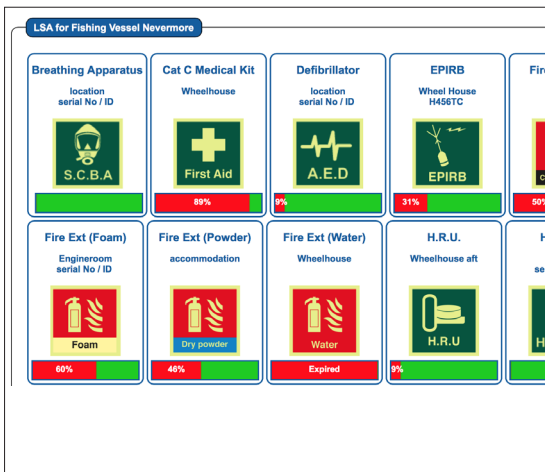 LSA for Fishing Vessel Nevermore
Breathing Apparatus
location
serial No / ID
S.C.B.A
Cat C Medical Kit
Wheelhouse
First Aid
89%
Defibrillator
location
serial No / ID
A.E.D
9%
EPIRB
Wheel House
H456TC
EPIRB
31%
Fire
C
50%
Fire Ext (Foam)
Engineroom
serial No / ID
Foam
60%
Fire Ext (Powder)
accommodation
Dry powder
46%
Fire Ext (Water)
Wheelhouse
Water
Expired
H.R.U.
Wheelhouse aft
H.R.U
9%
H
se
H